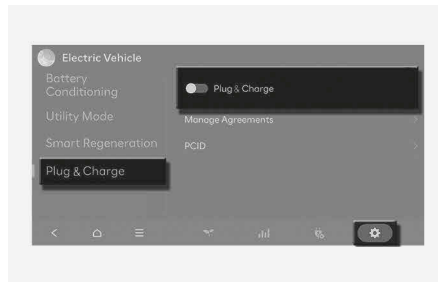 Electric Vehicle
Battery
Conditioning
Utility Mode
Smart Regeneration
Plug & Charge
Plug & Charge
Manage Agreements
PCID